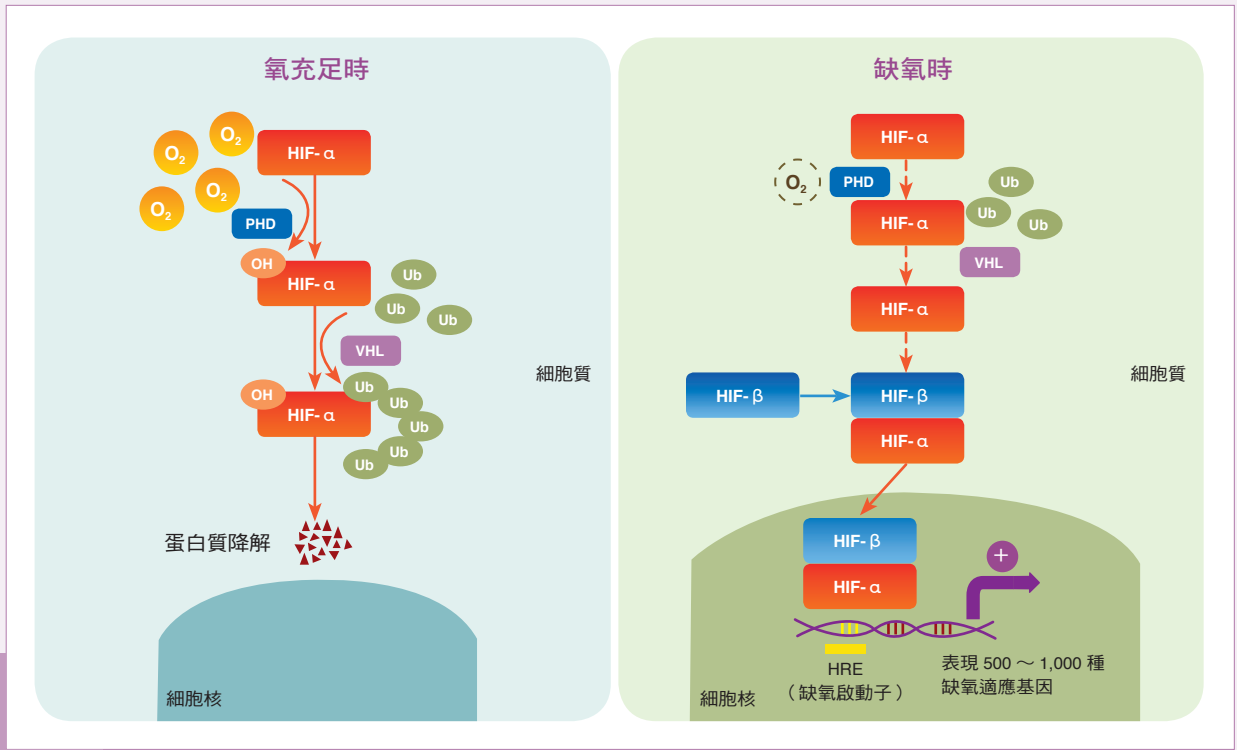 氧充足時
O₂
O₂
O₂
O₂
HIF-α
PHD
OH
HIF-α
Ub
Ub
Ub
VHL
OH
HIF-α
Ub
Ub
Ub
Ub
Ub
細胞質
蛋白質降解
細胞核
缺氧時
HIF-α
O₂
PHD
HIF-α
Ub
Ub
Ub
VHL
HIF-α
HIF-β
HIF-β
HIF-α
細胞質
HIF-β
HIF-α
+
HRE
（缺氧啟動子）
表現 500 ～ 1,000 種
缺氧適應基因
細胞核